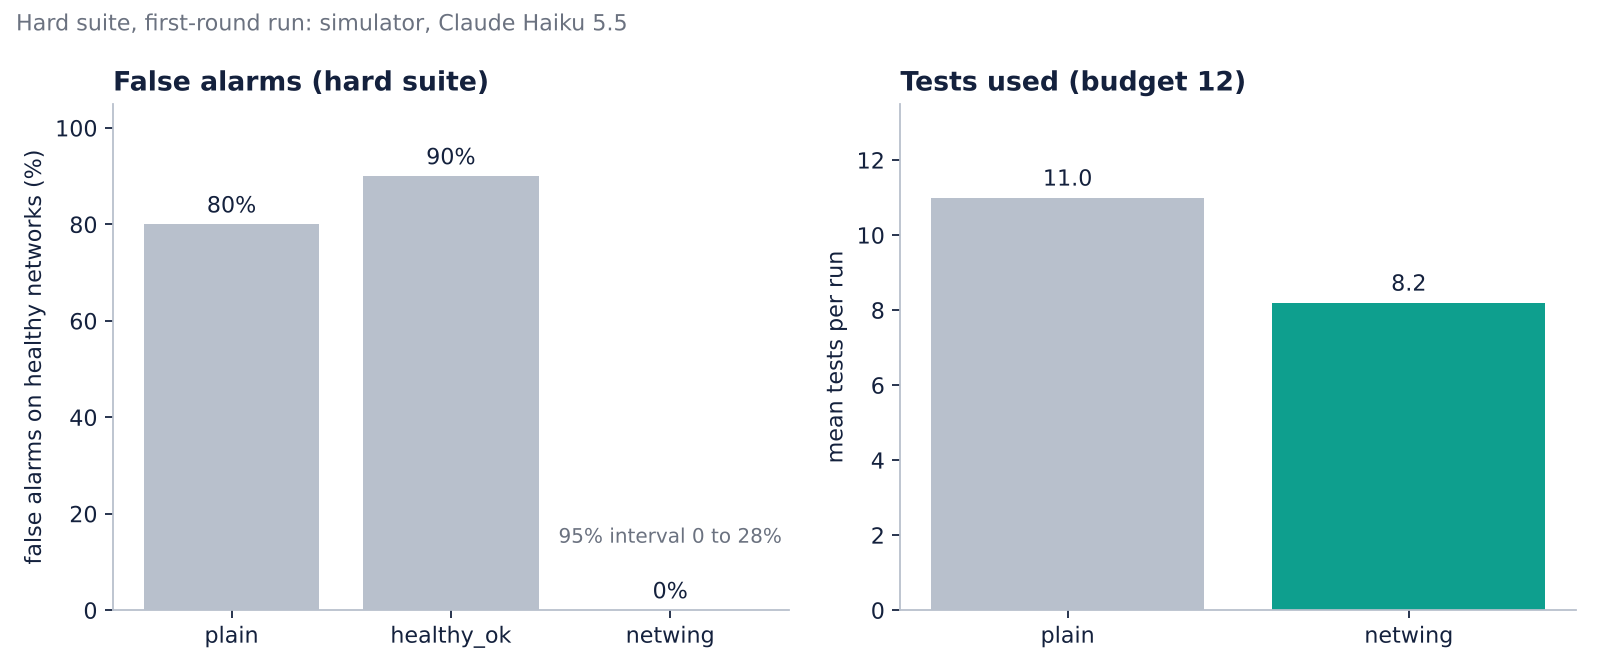 Hard suite, first-round run: simulator, Claude Haiku 5.5
False alarms (hard suite)
false alarms on healthy networks (%)
100
80
60
40
20
0
80%
90%
95% interval 0 to 28%
0%
plain
healthy_ok
netwing
Tests used (budget 12)
mean tests per run
12
10
8
6
4
2
0
11.0
8.2
plain
netwing